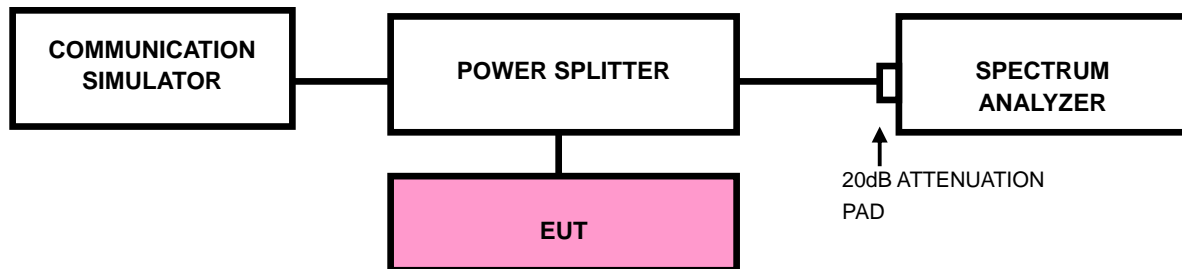 COMMUNICATION
SIMULATOR
POWER SPLITTER
SPECTRUM
ANALYZER
20dB ATTENUATION
PAD
EUT